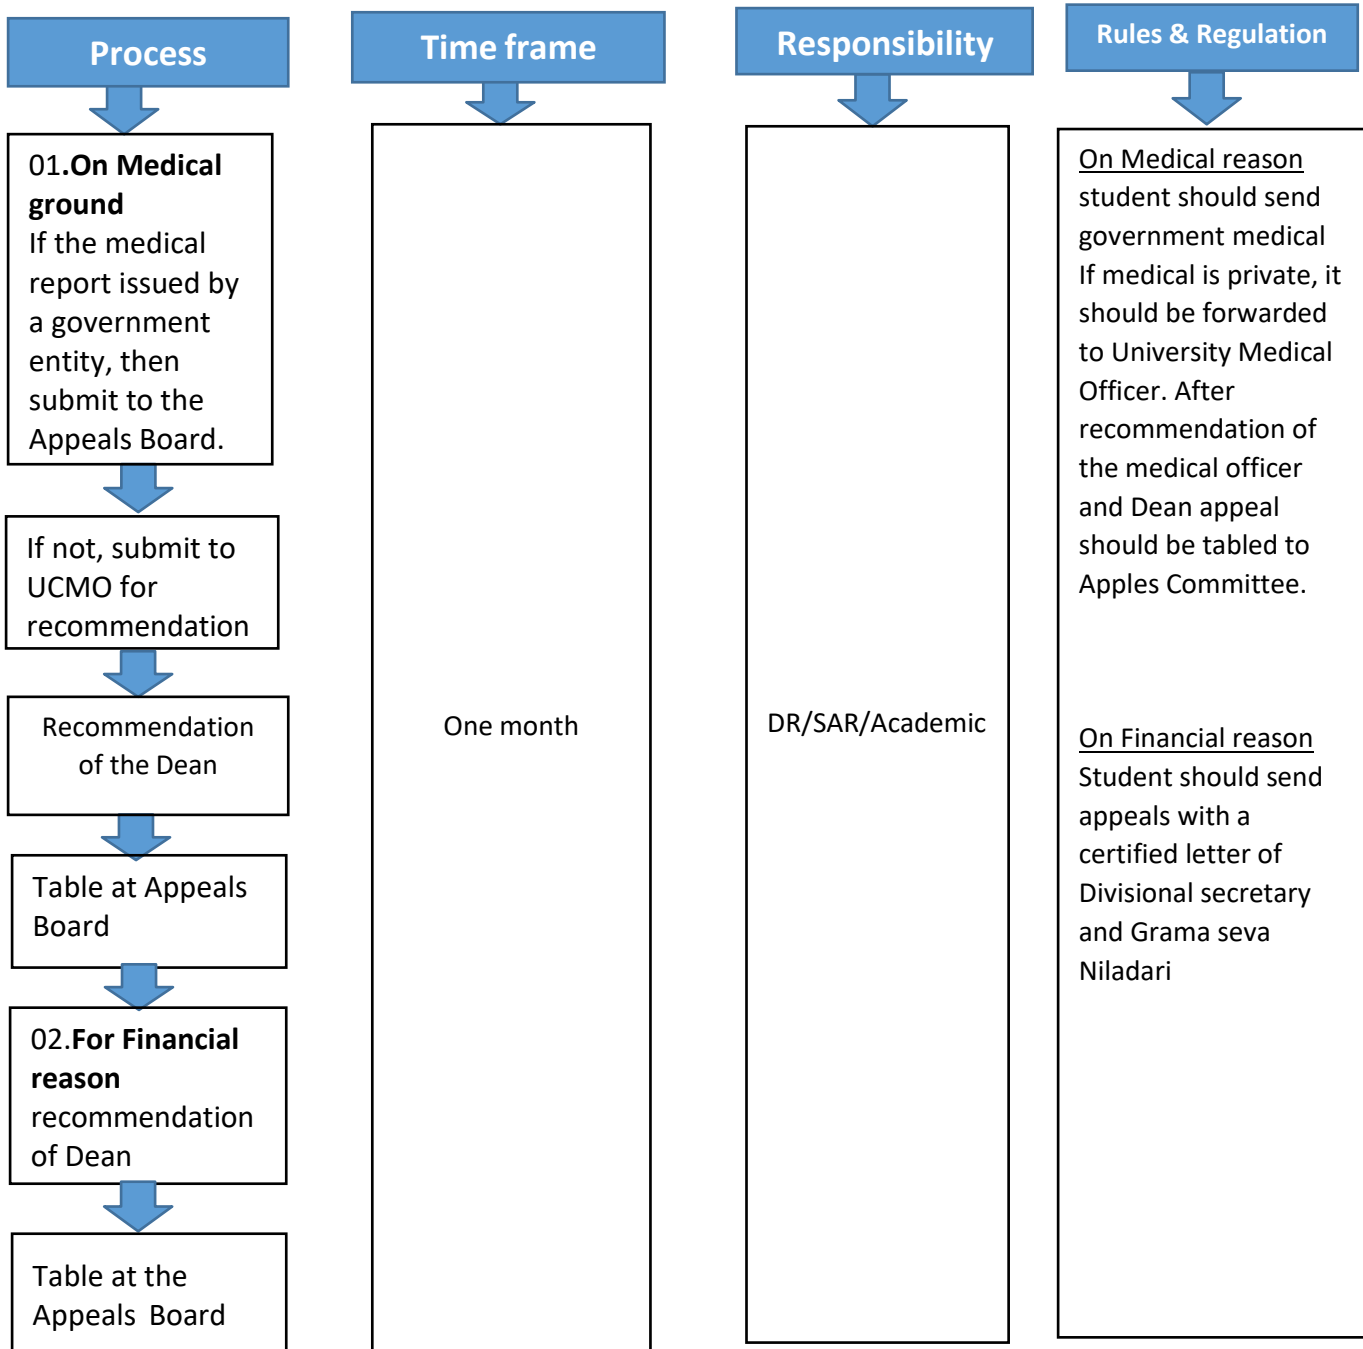 Process
Time frame
Responsibility
Rules & Regulation
01.On Medical
ground
If the medical
report issued by
a government
entity, then
submit to the
Appeals Board.
If not, submit to
UCMO for
recommendation
Recommendation
of the Dean
Table at Appeals
Board
02.For Financial
reason
recommendation
of Dean
Table at the
Appeals Board
One month
DR/SAR/Academic
On Medical reason
student should send
government medical
If medical is private, it
should be forwarded
to University Medical
Officer. After
recommendation of
the medical officer
and Dean appeal
should be tabled to
Apples Committee.
On Financial reason
Student should send
appeals with a
certified letter of
Divisional secretary
and Grama seva
Niladari